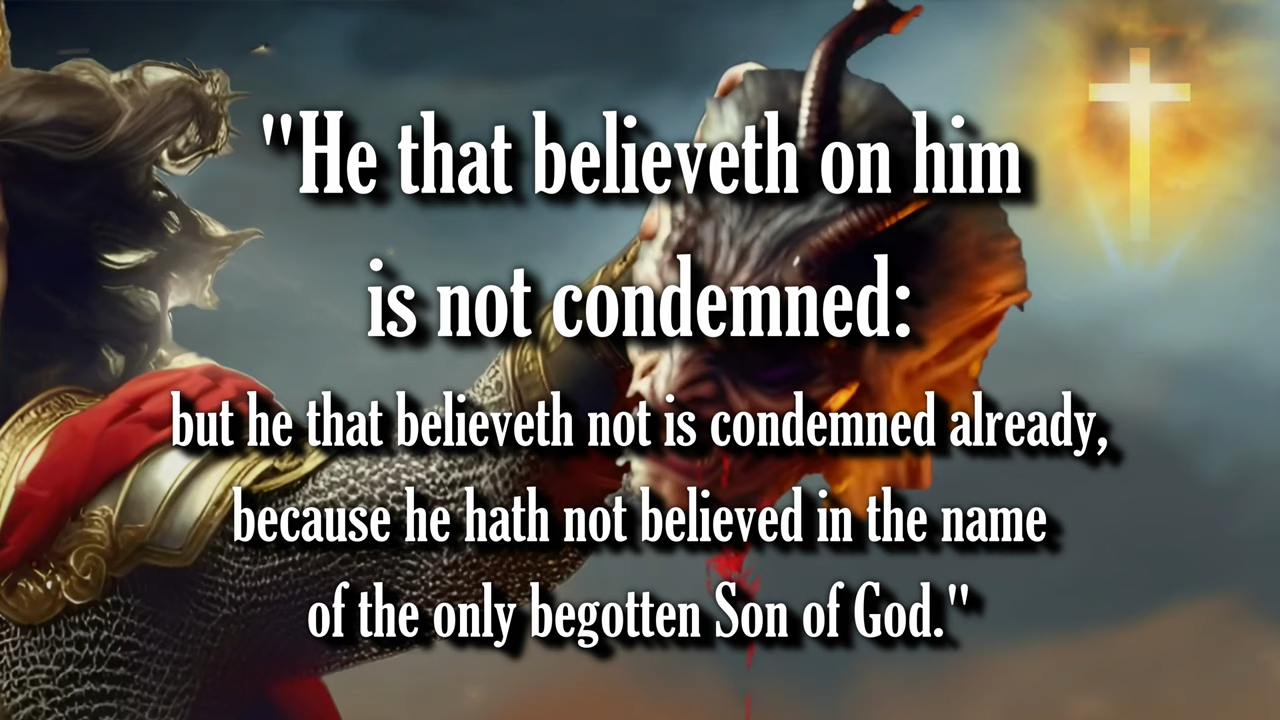 "He that believeth on him
is not condemned:
but he that believeth not is condemned already,
because he hath not believed in the name
of the only begotten Son of God."